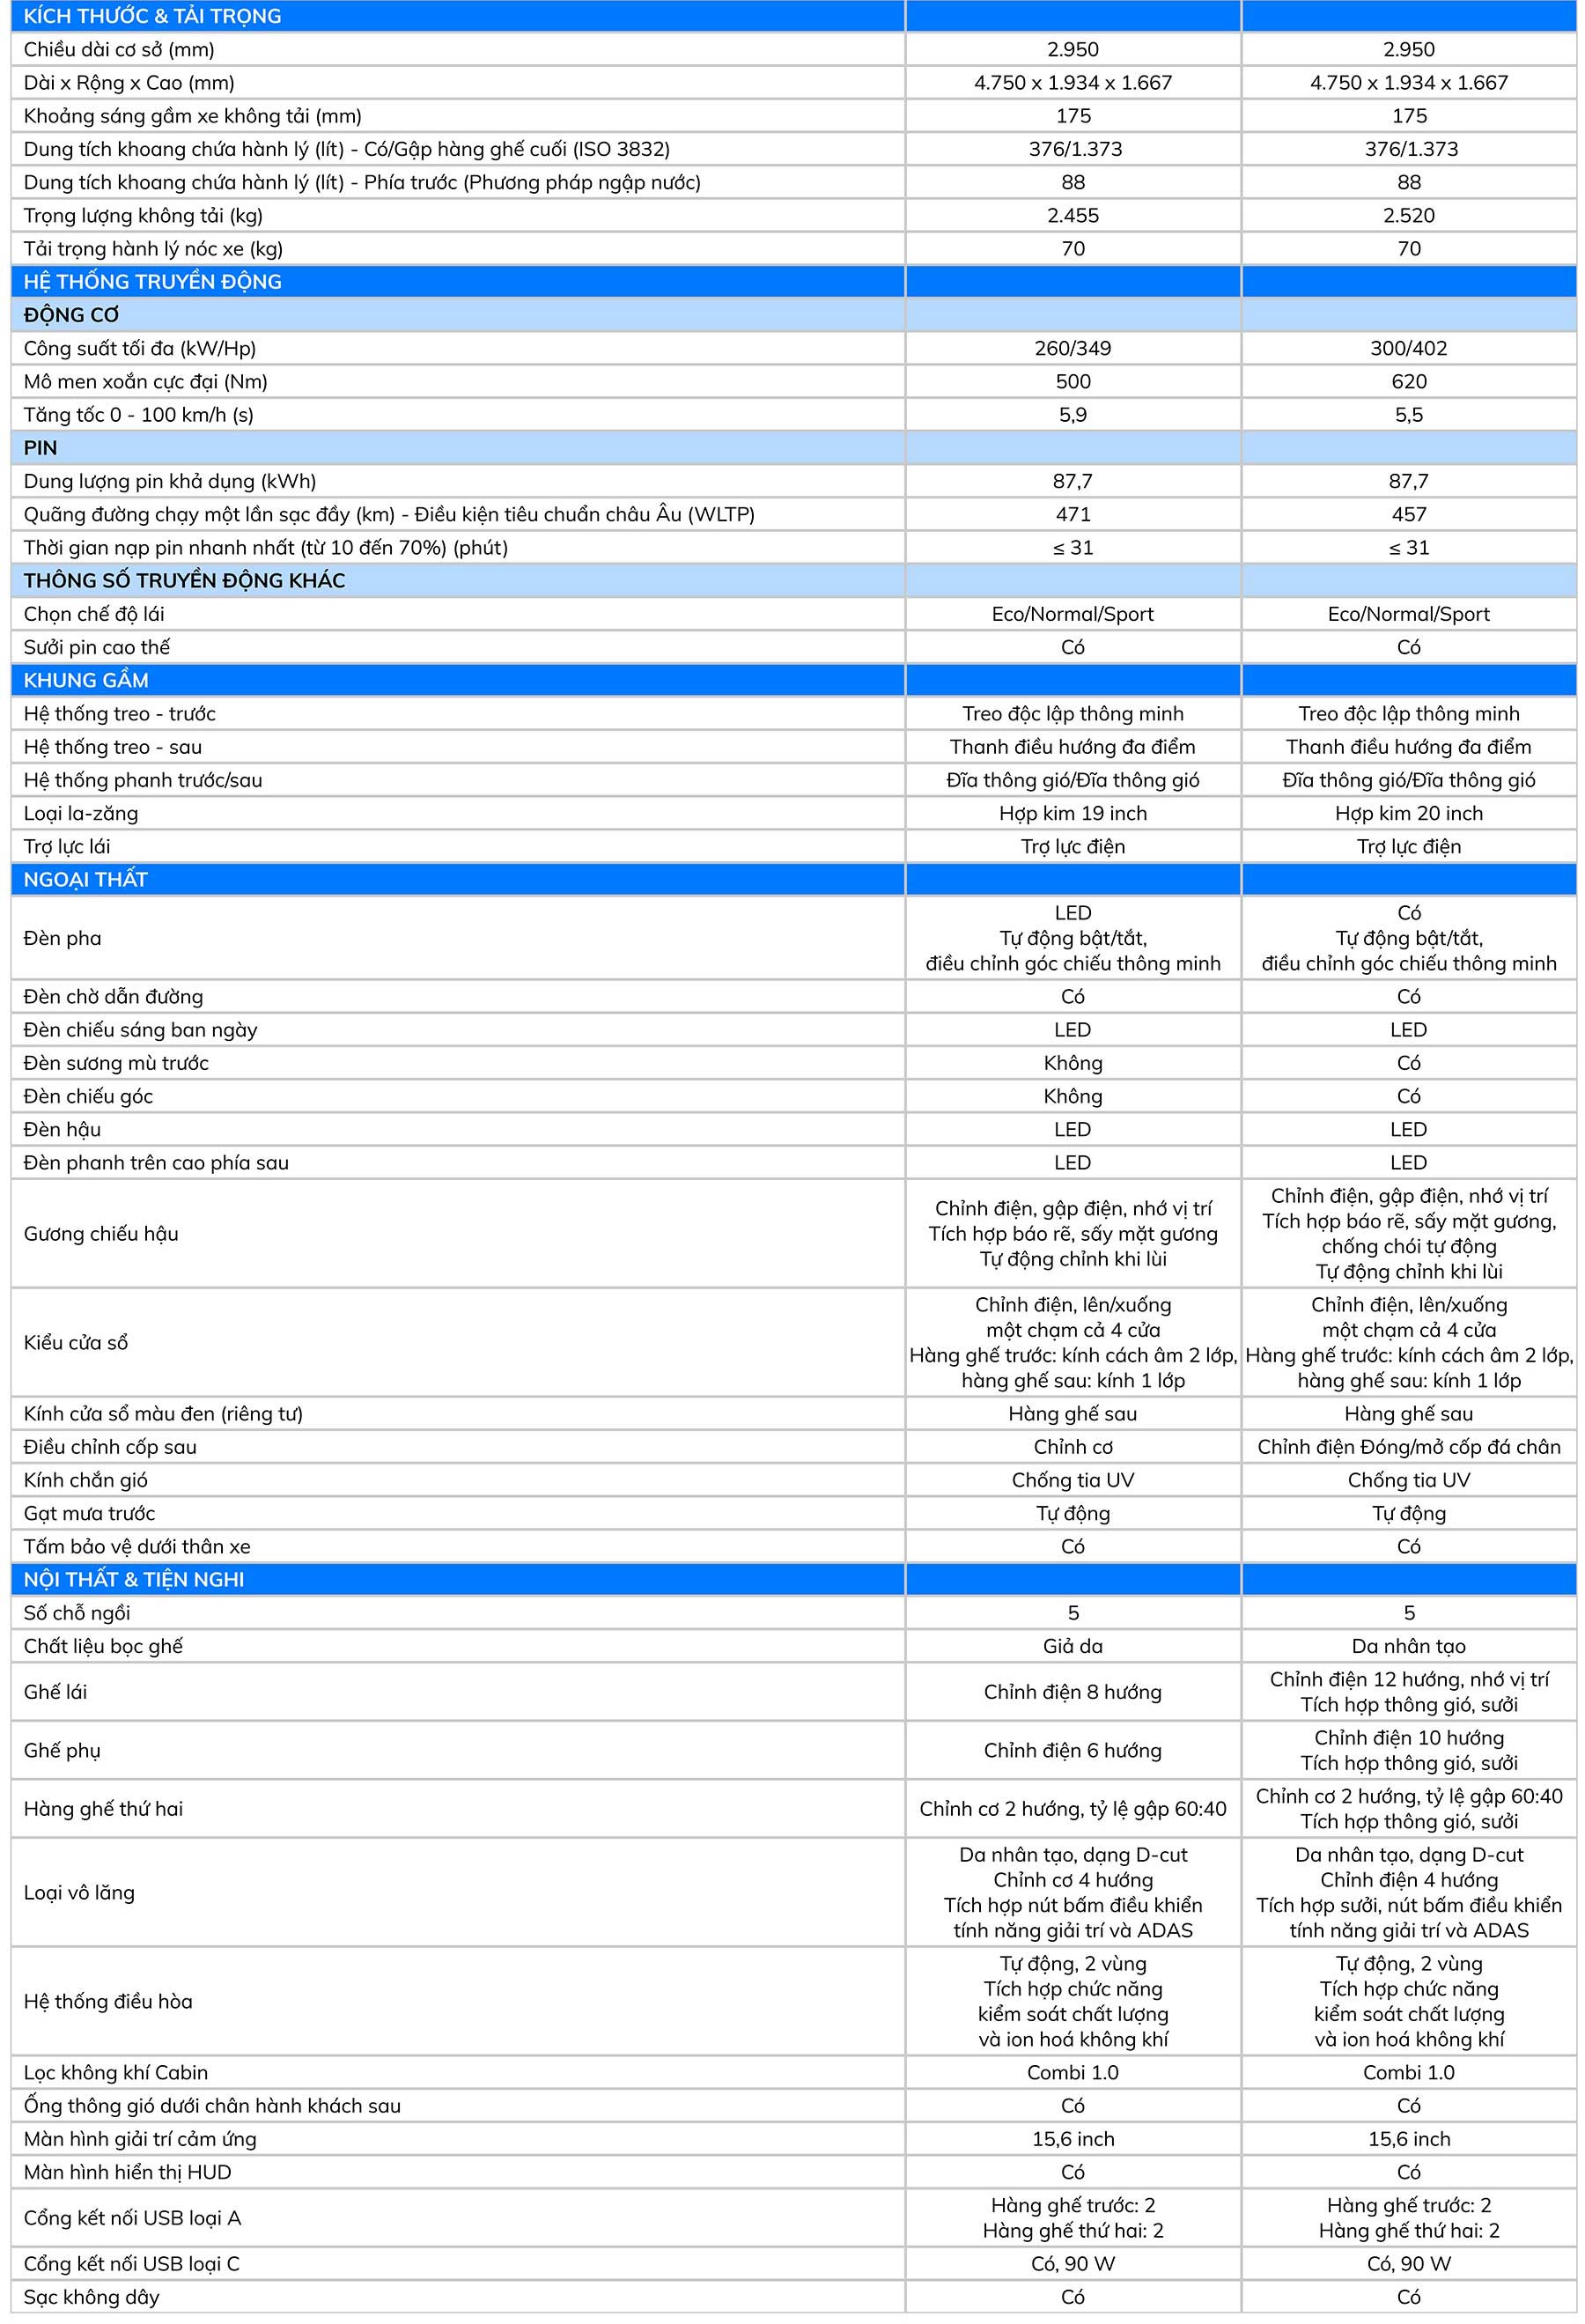 KÍCH THƯỚC & TẢI TRỌNG
Chiều dài cơ sở (mm) 2.950 2.950
Dài x Rộng x Cao (mm) 4.750 x 1.934 x 1.667 4.750 x 1.934 x 1.667
Khoảng sáng gầm xe không tải (mm) 175 175
Dung tích khoang chứa hành lý (lít) - Có/Gập hàng ghế cuối (ISO 3832) 376/1.373 376/1.373
Dung tích khoang chứa hành lý (lít) - Phía trước (Phương pháp ngập nước) 88 88
Trọng lượng không tải (kg) 2.455 2.520
Tải trọng hành lý nóc xe (kg) 70 70
HỆ THỐNG TRUYỀN ĐỘNG
ĐỘNG CƠ
Công suất tối đa (kW/Hp) 260/349 300/402
Mô men xoắn cực đại (Nm) 500 620
Tăng tốc 0 - 100 km/h (s) 5,9 5,5
PIN
Dung lượng pin khả dụng (kWh) 87,7 87,7
Quãng đường chạy một lần sạc đầy (km) - Điều kiện tiêu chuẩn châu Âu (WLTP) 471 457
Thời gian nạp pin nhanh nhất (từ 10 đến 70%) (phút) ≤ 31 ≤ 31
THÔNG SỐ TRUYỀN ĐỘNG KHÁC
Chọn chế độ lái Eco/Normal/Sport Eco/Normal/Sport
Sưởi pin cao thế Có Có
KHUNG GẦM
Hệ thống treo - trước Treo độc lập thông minh Treo độc lập thông minh
Hệ thống treo - sau Thanh điều hướng đa điểm Thanh điều hướng đa điểm
Hệ thống phanh trước/sau Đĩa thông gió/Đĩa thông gió Đĩa thông gió/Đĩa thông gió
Loại la-zăng Hợp kim 19 inch Hợp kim 20 inch
Trợ lực lái Trợ lực điện Trợ lực điện
NGOẠI THẤT
LED Có
Đèn pha Tự động bật/tắt, Tự động bật/tắt,
điều chỉnh góc chiếu thông minh điều chỉnh góc chiếu thông minh
Đèn chờ dẫn đường Có Có
Đèn chiếu sáng ban ngày LED LED
Đèn sương mù trước Không Có
Đèn chiếu góc Không Có
Đèn hậu LED LED
Đèn phanh trên cao phía sau LED LED
Gương chiếu hậu
Chỉnh điện, gập điện, nhớ vị trí
Tích hợp báo rẽ, sấy mặt gương
Tự động chỉnh khi lùi
Chỉnh điện, gập điện, nhớ vị trí
Tích hợp báo rẽ, sấy mặt gương,
chống chói tự động
Tự động chỉnh khi lùi
Kiểu cửa sổ
Chỉnh điện, lên/xuống
một chạm cả 4 cửa
Hàng ghế trước: kính cách âm 2 lớp,
hàng ghế sau: kính 1 lớp
Chỉnh điện, lên/xuống
một chạm cả 4 cửa
Hàng ghế trước: kính cách âm 2 lớp,
hàng ghế sau: kính 1 lớp
Kính cửa sổ màu đen (riêng tư) Hàng ghế sau Hàng ghế sau
Điều chỉnh cốp sau Chỉnh cơ Chỉnh điện Đóng/mở cốp đá chân
Kính chắn gió Chống tia UV Chống tia UV
Gạt mưa trước Tự động Tự động
Tấm bảo vệ dưới thân xe Có Có
NỘI THẤT & TIỆN NGHI
Số chỗ ngồi 5 5
Chất liệu bọc ghế Giả da Da nhân tạo
Ghế lái
Chỉnh điện 8 hướng
Chỉnh điện 12 hướng, nhớ vị trí
Tích hợp thông gió, sưởi
Ghế phụ
Chỉnh điện 6 hướng
Chỉnh điện 10 hướng
Tích hợp thông gió, sưởi
Hàng ghế thứ hai
Chỉnh cơ 2 hướng, tỷ lệ gập 60:40
Chỉnh cơ 2 hướng, tỷ lệ gập 60:40
Tích hợp thông gió, sưởi
Loại vô lăng
Da nhân tạo, dạng D-cut
Chỉnh cơ 4 hướng
Tích hợp nút bấm điều khiển
tính năng giải trí và ADAS
Da nhân tạo, dạng D-cut
Chỉnh điện 4 hướng
Tích hợp sưởi, nút bấm điều khiển
tính năng giải trí và ADAS
Hệ thống điều hòa
Tự động, 2 vùng
Tích hợp chức năng
kiểm soát chất lượng
và ion hoá không khí
Tự động, 2 vùng
Tích hợp chức năng
kiểm soát chất lượng
và ion hoá không khí
Lọc không khí Cabin Combi 1.0 Combi 1.0
Ống thông gió dưới chân hành khách sau Có Có
Màn hình giải trí cảm ứng 15,6 inch 15,6 inch
Màn hình hiển thị HUD Có Có
Cổng kết nối USB loại A
Hàng ghế trước: 2
Hàng ghế thứ hai: 2
Hàng ghế trước: 2
Hàng ghế thứ hai: 2
Cổng kết nối USB loại C Có, 90 W Có, 90 W
Sạc không dây Có Có